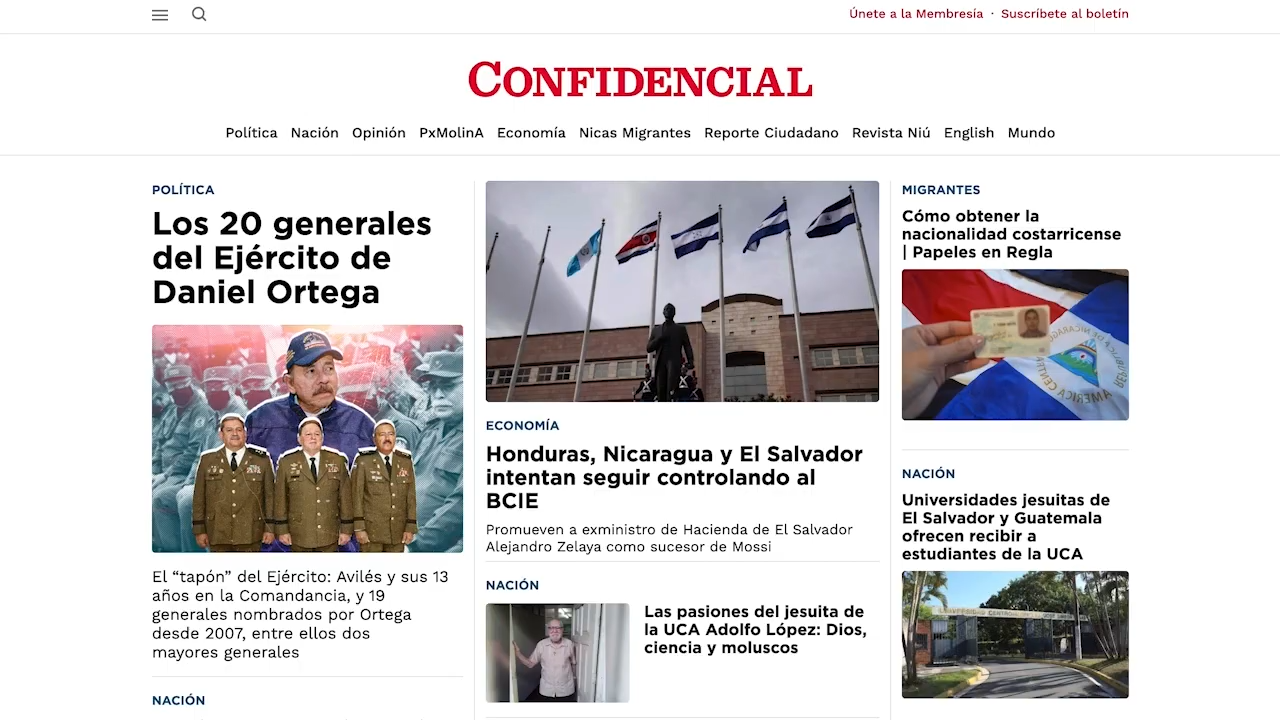 Únete a la Membresía · Suscríbete al boletín
CONFIDENCIAL
Política Nación Opinión PxMolinA Economía Nicas Migrantes Reporte Ciudadano Revista Niú English Mundo
POLÍTICA
Los 20 generales
del Ejército de
Daniel Ortega
El “tapón” del Ejército: Avilés y sus 13
años en la Comandancia, y 19
generales nombrados por Ortega
desde 2007, entre ellos dos
mayores generales
NACIÓN
ECONOMÍA
Honduras, Nicaragua y El Salvador
intentan seguir controlando al
BCIE
Promueven a exministro de Hacienda de El Salvador
Alejandro Zelaya como sucesor de Mossi
NACIÓN
Las pasiones del jesuita de
la UCA Adolfo López: Dios,
ciencia y moluscos
MIGRANTES
Cómo obtener la
nacionalidad costarricense
| Papeles en Regla
AMERICA CENTRAL
NACIÓN
Universidades jesuitas de
El Salvador y Guatemala
ofrecen recibir a
estudiantes de la UCA